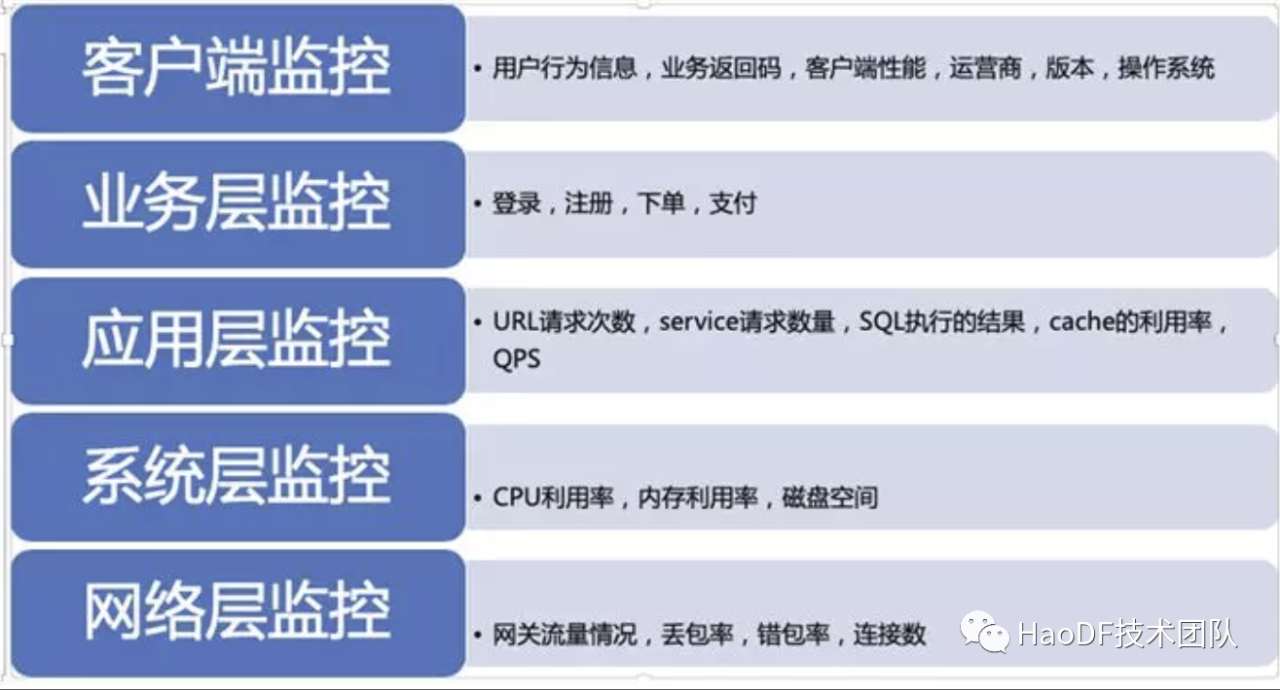 客户端监控
• 用户行为信息，业务返回码，客户端性能，运营商，版本，操作系统
业务层监控
• 登录，注册，下单，支付
应用层监控
• URL请求次数，service请求数量，SQL执行的结果，cache的利用率，
QPS
系统层监控
• CPU利用率，内存利用率，磁盘空间
网络层监控
• 网关流量情况，丢包率，错包率，连接数
HaoDF技术团队